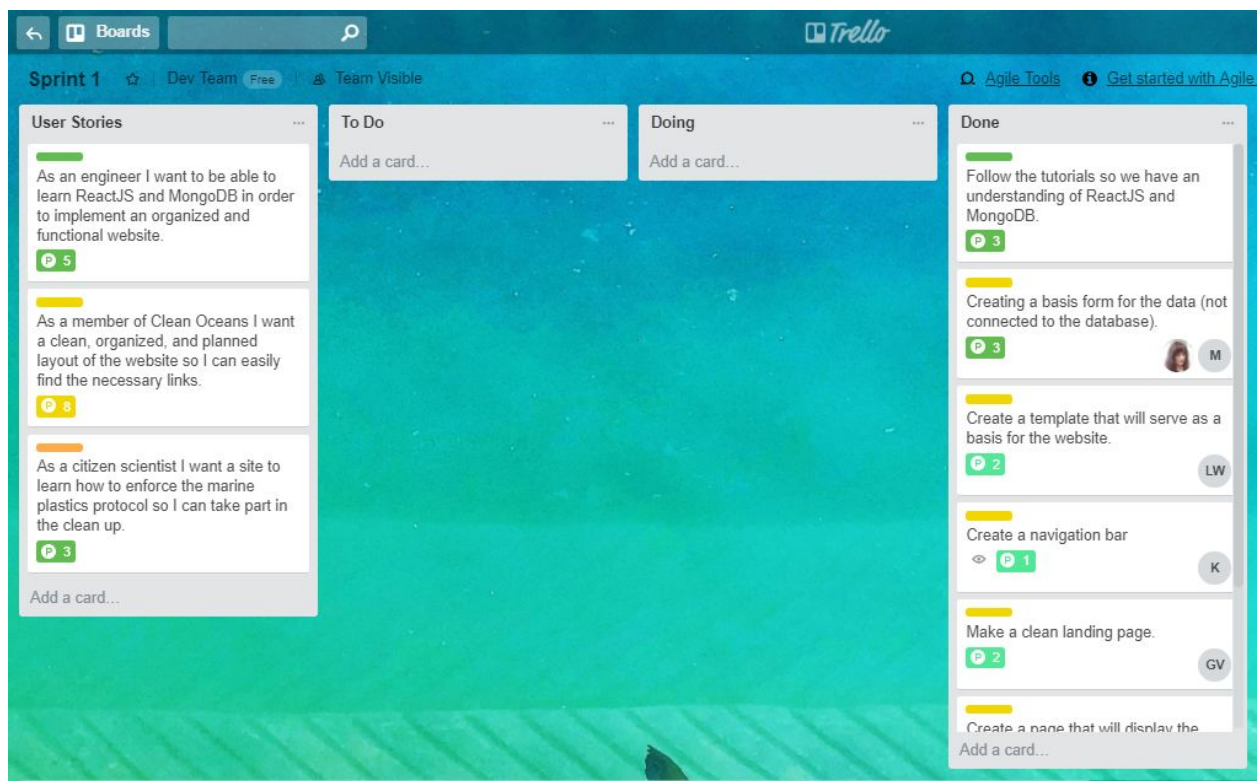 Boards
Trello
Sprint 1
Dev Team Free
Team Visible
Agile Tools
Get started with Agile
User Stories
As an engineer I want to be able to
learn ReactJS and MongoDB in order
to implement an organized and
functional website.
P 5
As a member of Clean Oceans I want
a clean, organized, and planned
layout of the website so I can easily
find the necessary links.
P 8
As a citizen scientist I want a site to
learn how to enforce the marine
plastics protocol so I can take part in
the clean up.
P 3
Add a card...
To Do
Add a card...
Doing
Add a card...
Done
Follow the tutorials so we have an
understanding of ReactJS and
MongoDB.
P 3
Creating a basis form for the data (not
connected to the database).
P 3
M
Create a template that will serve as a
basis for the website.
P 2
LW
Create a navigation bar
P 1
K
Make a clean landing page.
P 2
GV
Create a page that will display the
Add a card...